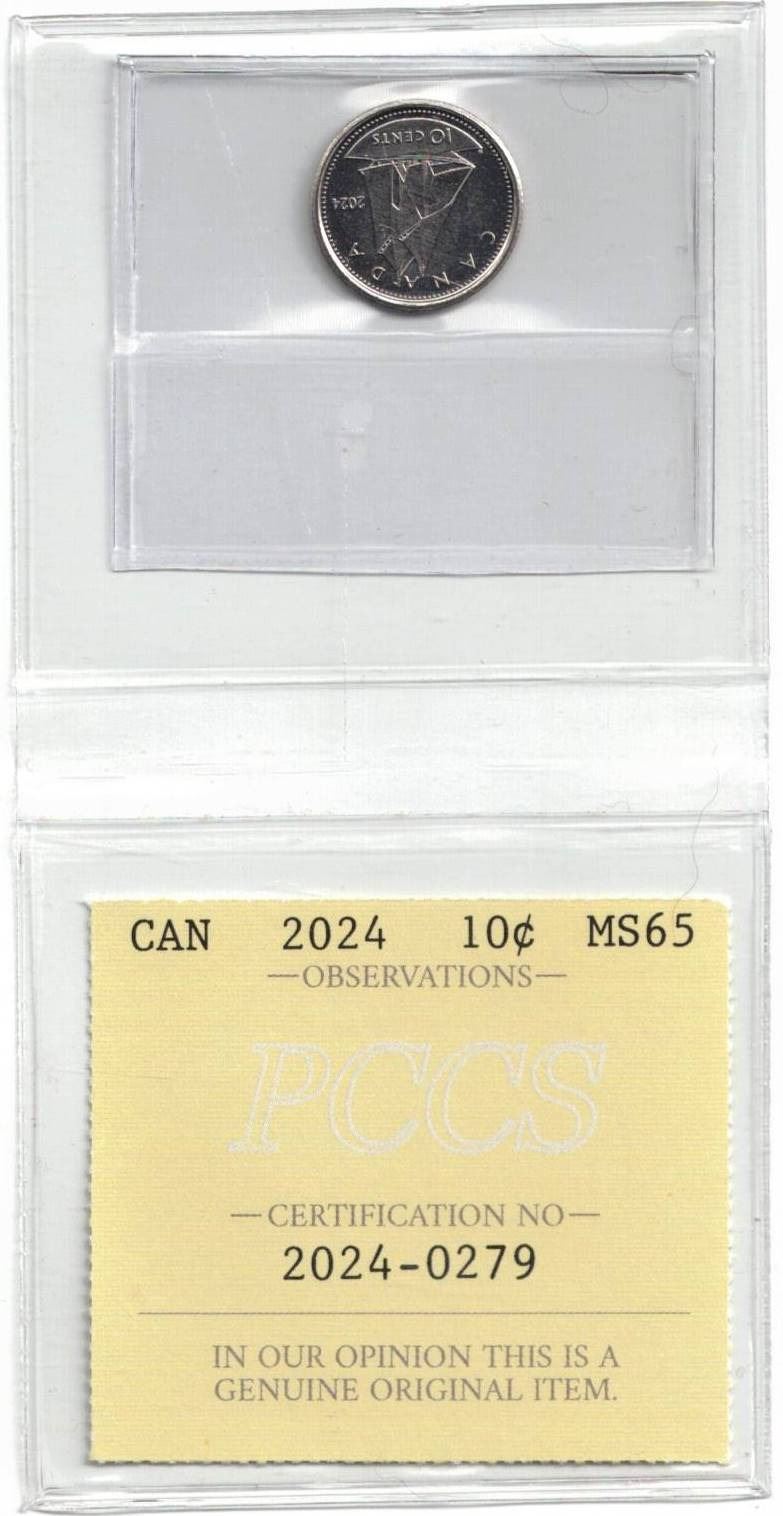 10 CENTS
2024
CANADA
CAN 2024 10¢ MS65
—OBSERVATIONS—
PCCS
—CERTIFICATION NO—
2024-0279
IN OUR OPINION THIS IS A
GENUINE ORIGINAL ITEM.